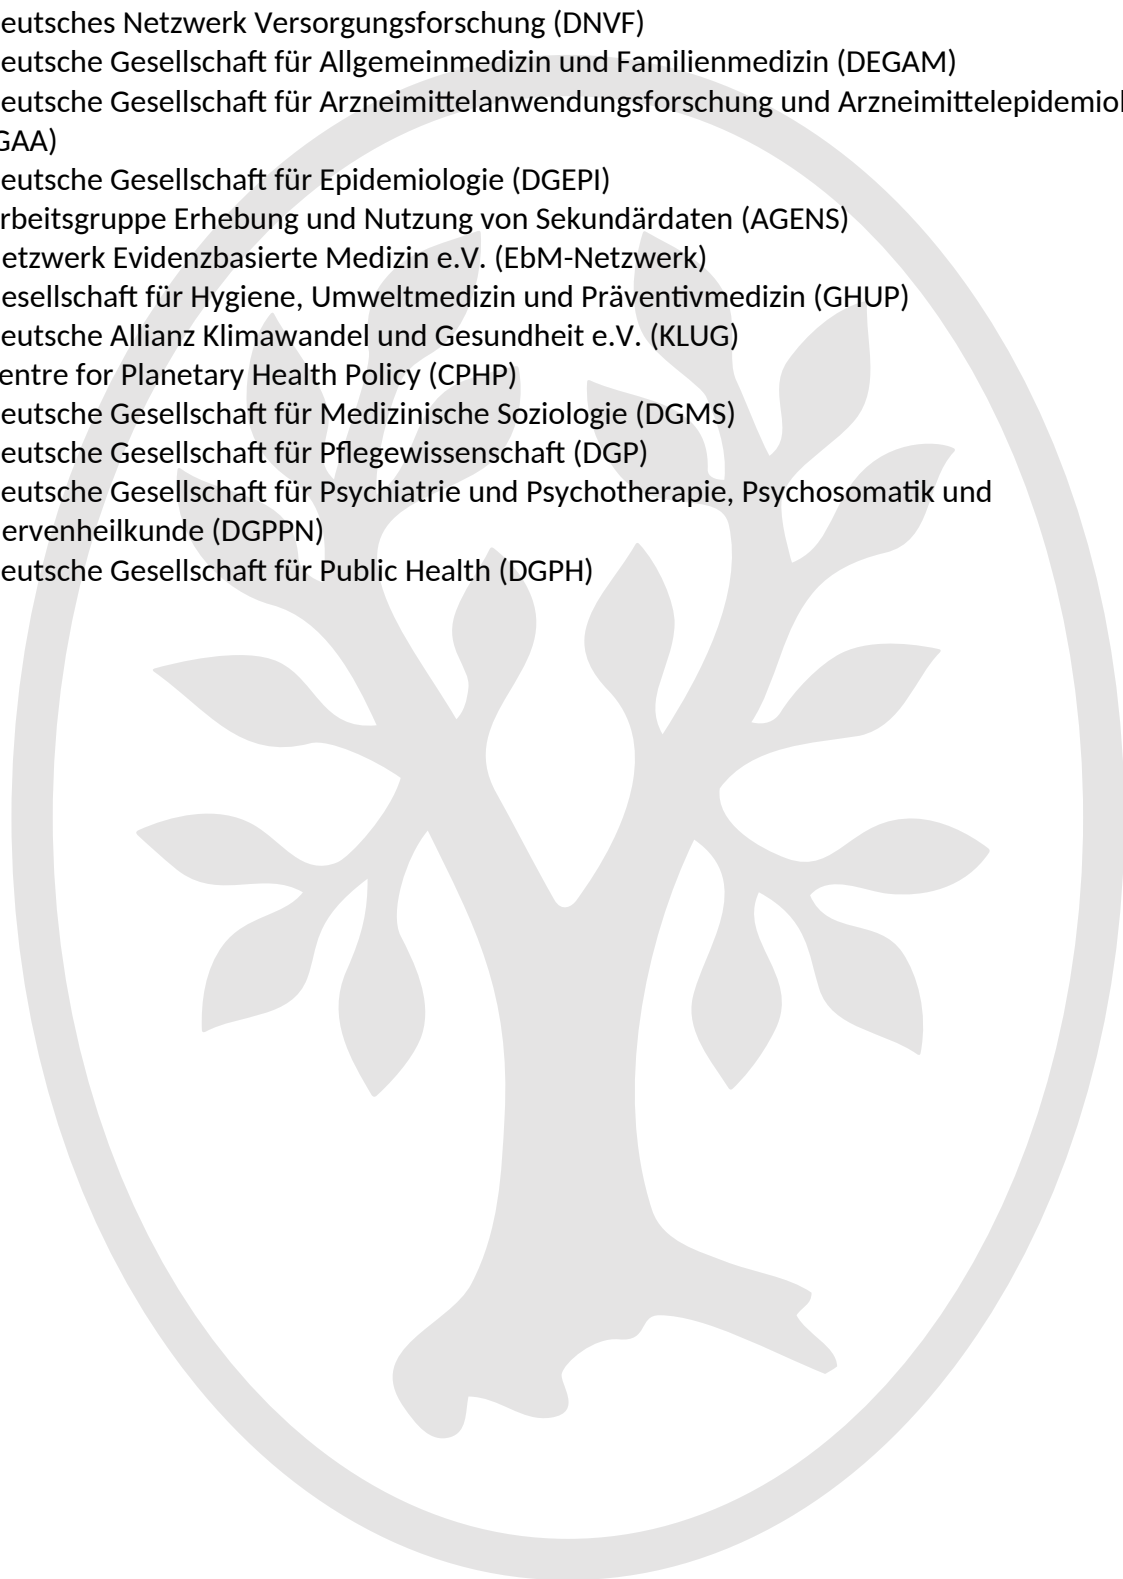 eutsches Netzwerk Versorgungsforschung (DNVF)
eutsche Gesellschaft für Allgemeinmedizin und Familienmedizin (DEGAM)
eutsche Gesellschaft für Arzneimittelanwendungsforschung und Arzneimittelepidemiol
GAA)
eutsche Gesellschaft für Epidemiologie (DGEPI)
rbeitsgruppe Erhebung und Nutzung von Sekundärdaten (AGENS)
etzwerk Evidenzbasierte Medizin e.V. (EbM-Netzwerk)
esellschaft für Hygiene, Umweltmedizin und Präventivmedizin (GHUP)
eutsche Allianz Klimawandel und Gesundheit e.V. (KLUG)
entre for Planetary Health Policy (CPHP)
eutsche Gesellschaft für Medizinische Soziologie (DGMS)
eutsche Gesellschaft für Pflegewissenschaft (DGP)
eutsche Gesellschaft für Psychiatrie und Psychotherapie, Psychosomatik und
ervenheilkunde (DGPPN)
eutsche Gesellschaft für Public Health (DGPH)